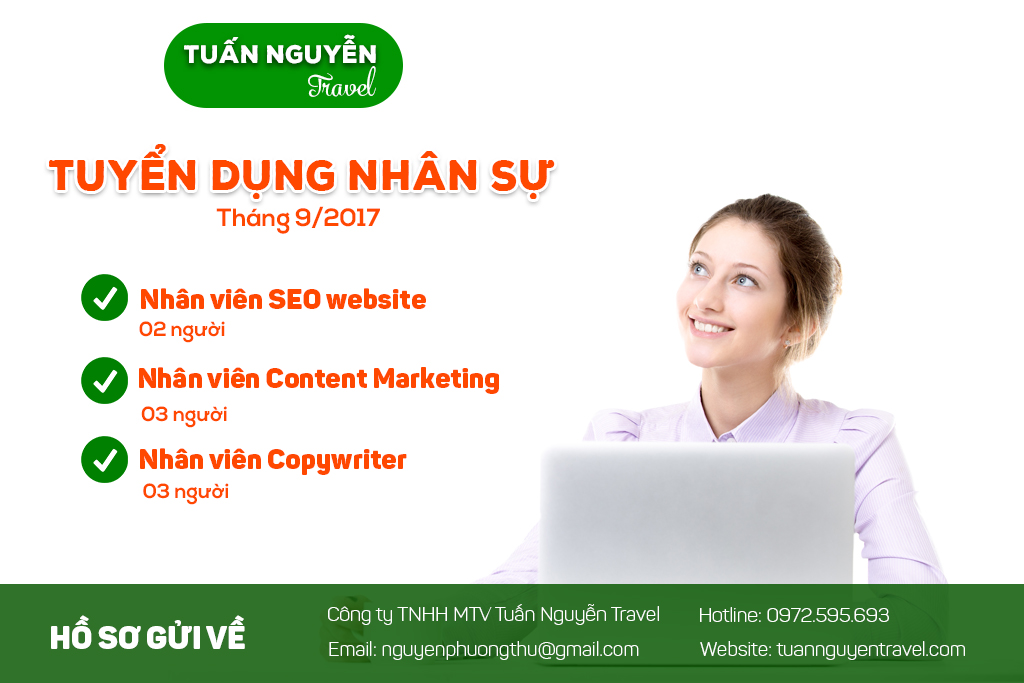 TUẤN NGUYỄN
Travel
TUYỂN DỤNG NHÂN SỰ
Tháng 9/2017
Nhân viên SEO website
02 người
Nhân viên Content Marketing
03 người
Nhân viên Copywriter
03 người
HỒ SƠ GỬI VỀ
Công ty TNHH MTV Tuấn Nguyễn Travel
Email: nguyenphuongthu@gmail.com
Hotline: 0972.595.693
Website: tuannguyentravel.com